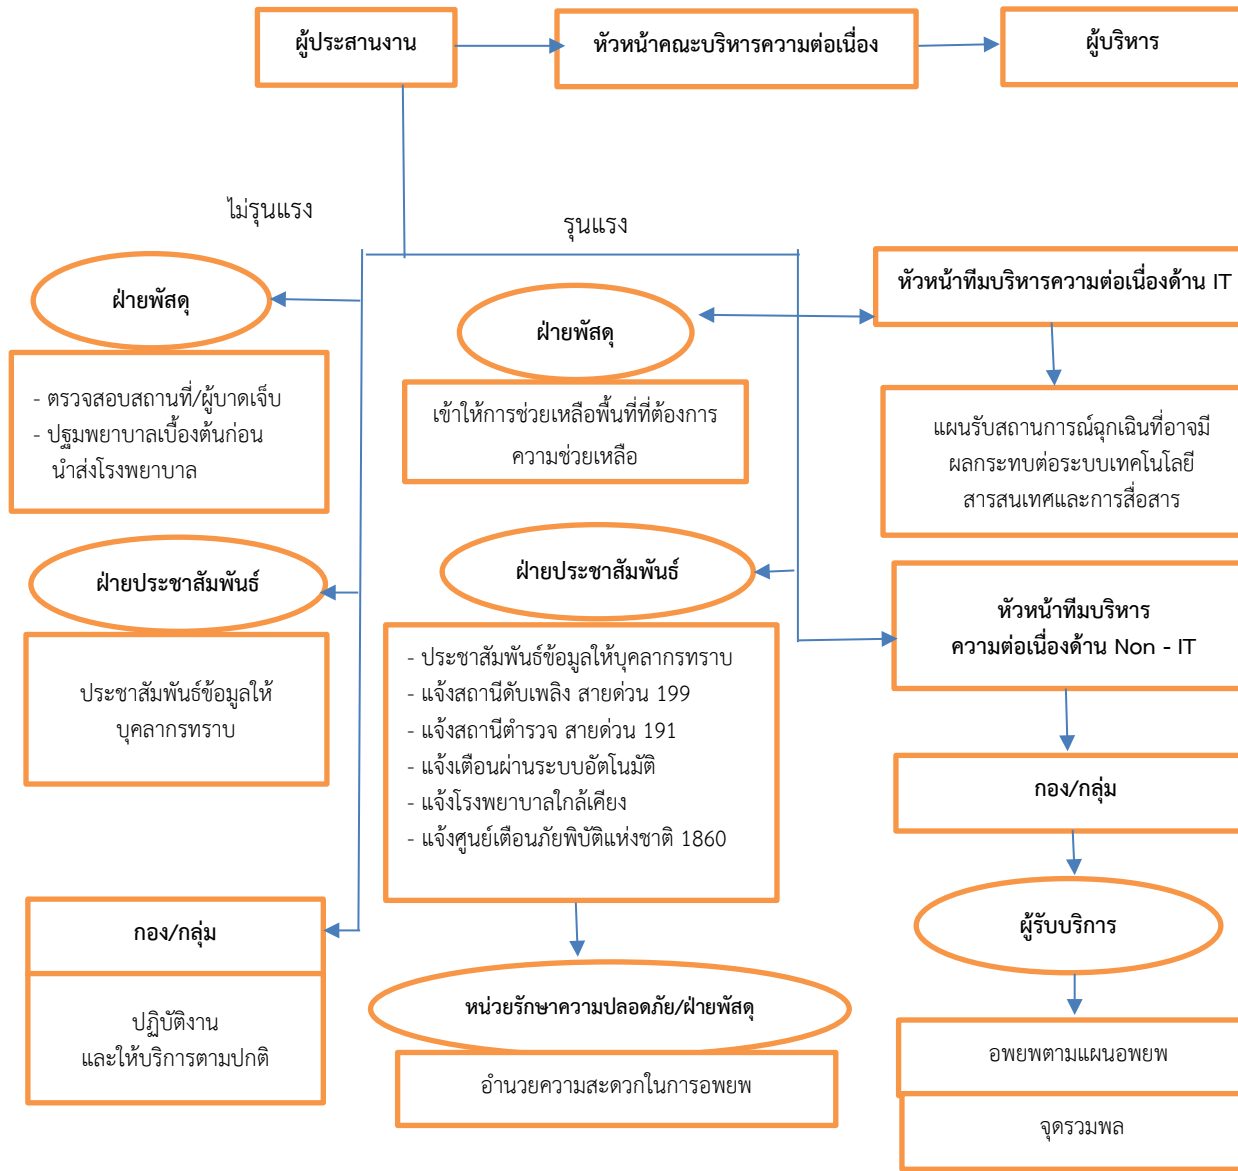 ผู้ประสานงาน
หัวหน้าคณะบริหารความต่อเนื่อง
ผู้บริหาร
ไม่รุนแรง
รุนแรง
ฝ่ายพัสดุ
- ตรวจสอบสถานที่/ผู้บาดเจ็บ
- ปฐมพยาบาลเบื้องต้นก่อน
นำส่งโรงพยาบาล
ฝ่ายประชาสัมพันธ์
ประชาสัมพันธ์ข้อมูลให้
บุคลากรทราบ
กอง/กลุ่ม
ปฏิบัติงาน
และให้บริการตามปกติ
ฝ่ายพัสดุ
เข้าให้การช่วยเหลือพื้นที่ที่ต้องการ
ความช่วยเหลือ
ฝ่ายประชาสัมพันธ์
- ประชาสัมพันธ์ข้อมูลให้บุคลากรทราบ
- แจ้งสถานีดับเพลิง สายด่วน 199
- แจ้งสถานีตำรวจ สายด่วน 191
- แจ้งเตือนผ่านระบบอัตโนมัติ
- แจ้งโรงพยาบาลใกล้เคียง
- แจ้งศูนย์เตือนภัยพิบัติแห่งชาติ 1860
หน่วยรักษาความปลอดภัย/ฝ่ายพัสดุ
อำนวยความสะดวกในการอพยพ
หัวหน้าทีมบริหารความต่อเนื่องด้าน IT
แผนรับสถานการณ์ฉุกเฉินที่อาจมี
ผลกระทบต่อระบบเทคโนโลยี
สารสนเทศและการสื่อสาร
หัวหน้าทีมบริหาร
ความต่อเนื่องด้าน Non - IT
กอง/กลุ่ม
ผู้รับบริการ
อพยพตามแผนอพยพ
จุดรวมพล